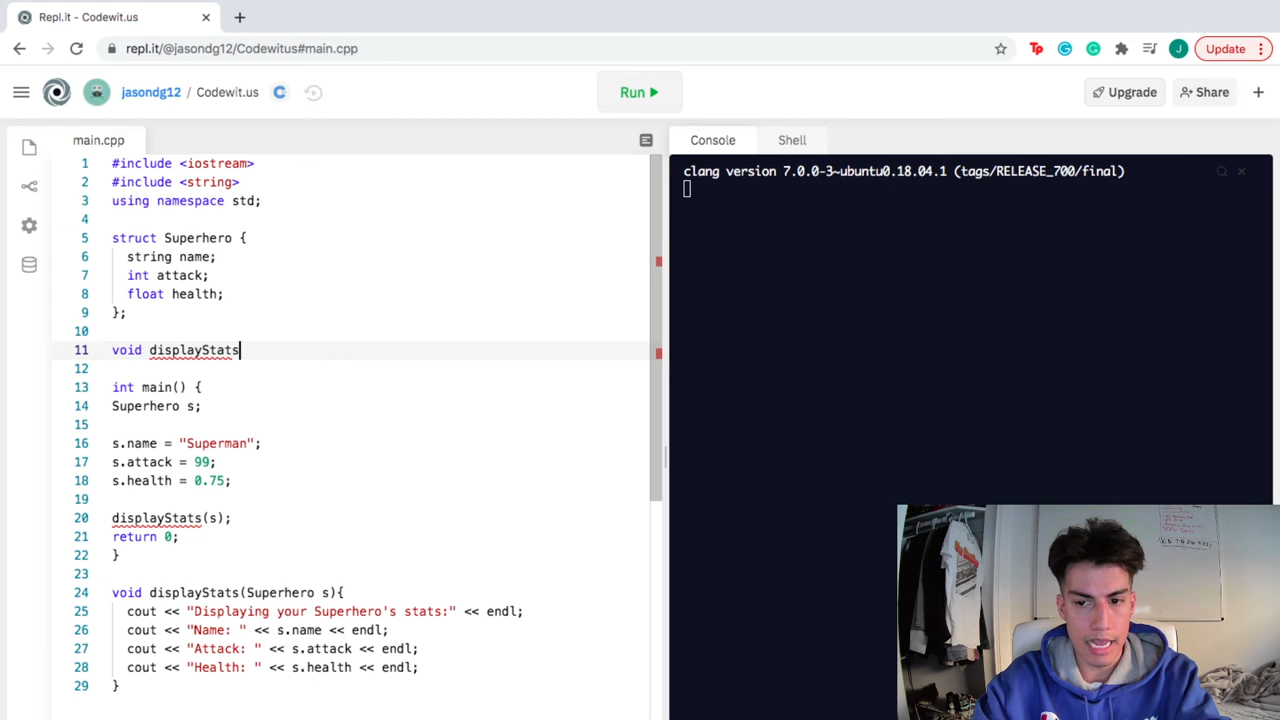 Repl.it - Codewit.us
repl.it/@jasondg12/Codewitus#main.cpp
Tp
J
Update
jasondg12 / Codewit.us
Run
Upgrade
Share
main.cpp
Console
Shell
1 #include <iostream>
2 #include <string>
3 using namespace std;
4
5 struct Superhero {
6 string name;
7 int attack;
8 float health;
9 };
10
11 void displayStats
12
13 int main() {
14 Superhero s;
15
16 s.name = "Superman";
17 s.attack = 99;
18 s.health = 0.75;
19
20 displayStats(s);
21 return 0;
22 }
23
24 void displayStats(Superhero s){
25 cout << "Displaying your Superhero's stats:" << endl;
26 cout << "Name: " << s.name << endl;
27 cout << "Attack: " << s.attack << endl;
28 cout << "Health: " << s.health << endl;
29 }
clang version 7.0.0-3~ubuntu0.18.04.1 (tags/RELEASE_700/final)